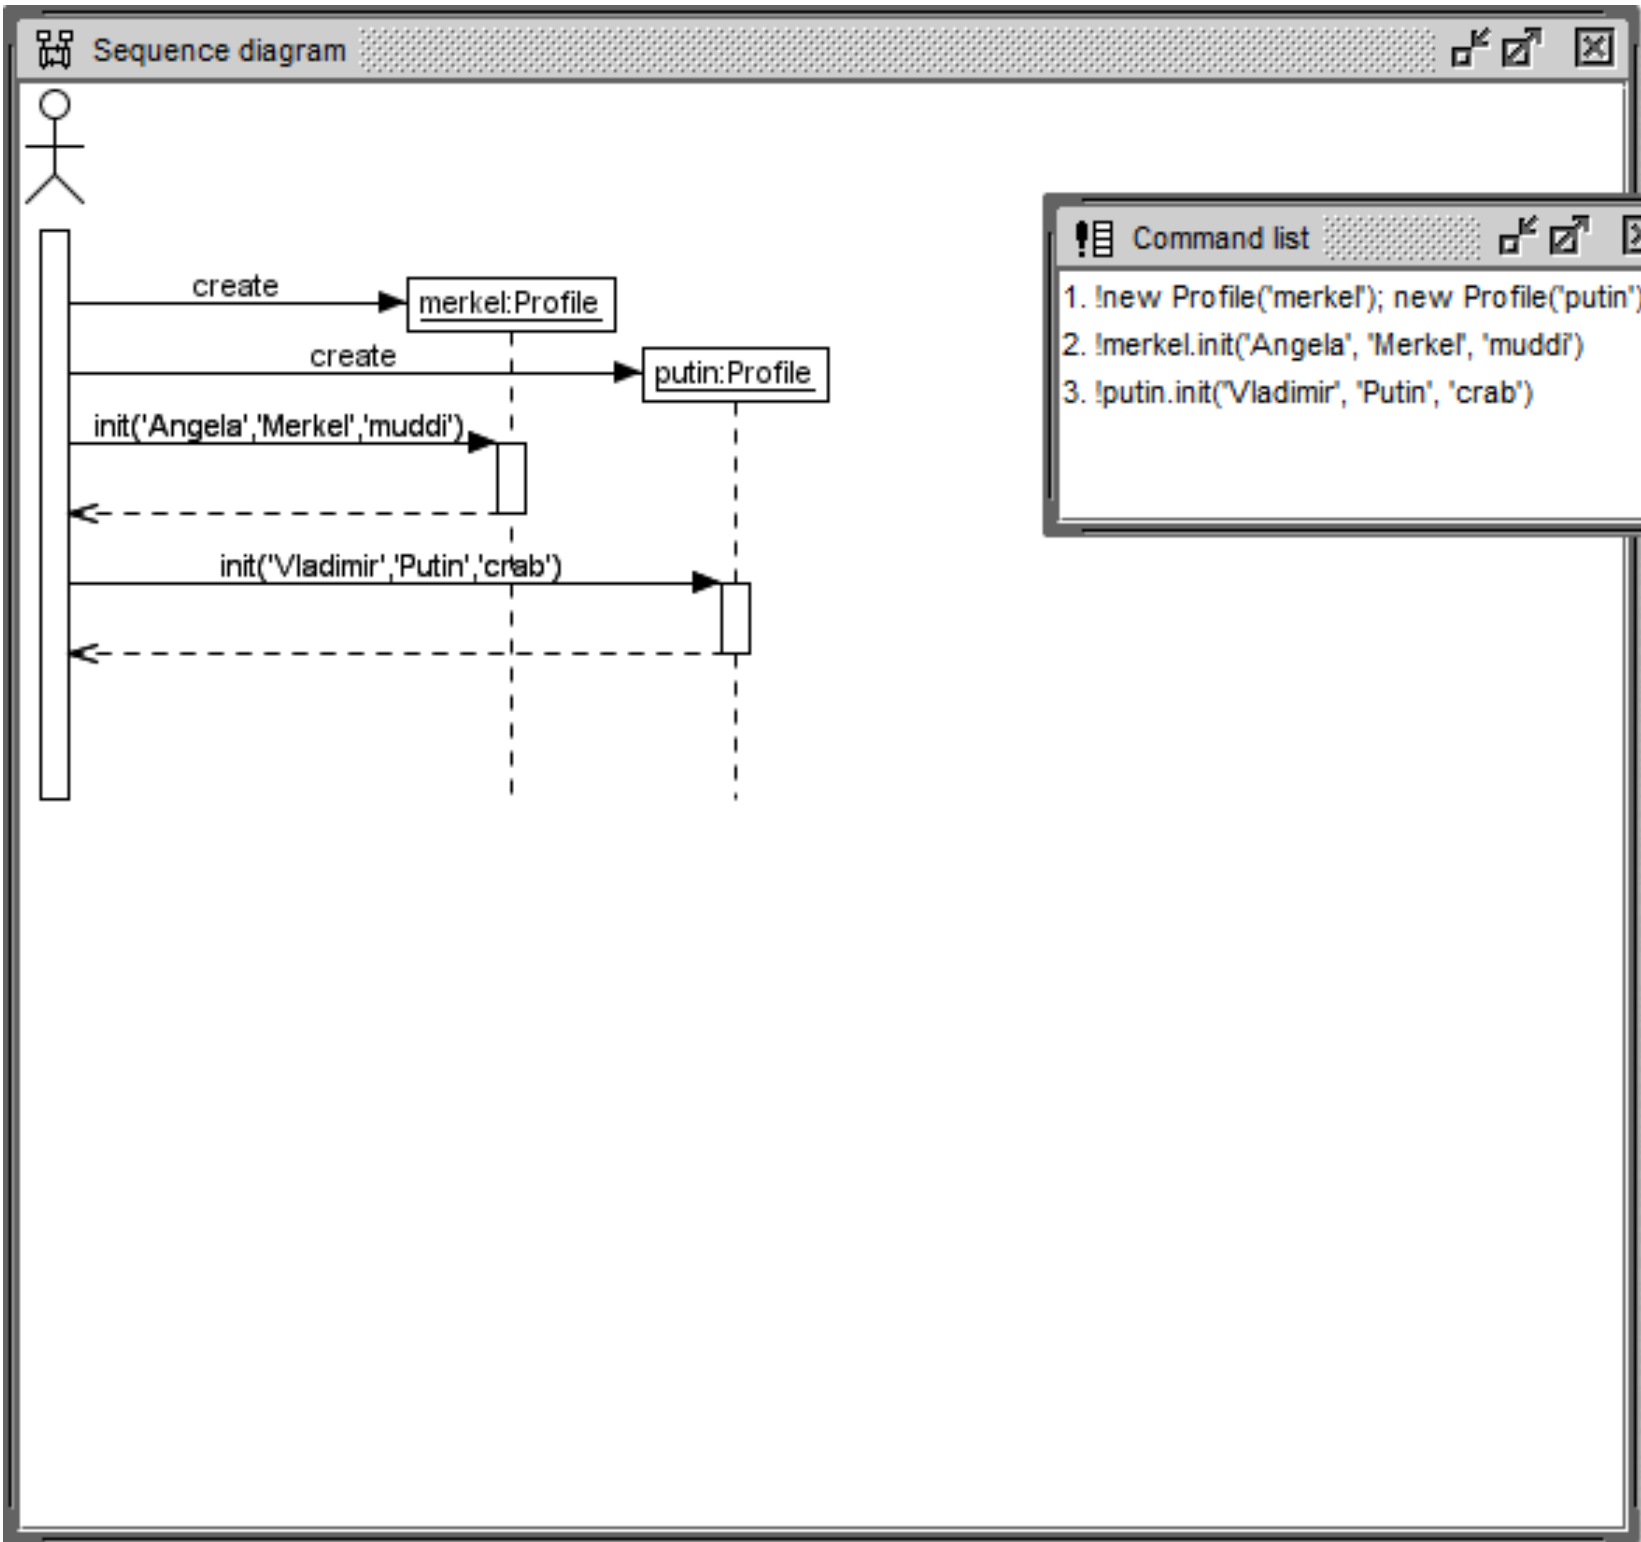 Sequence diagram
Command list
1. !new Profile('merkel'); new Profile('putin')
2. !merkel.init('Angela', 'Merkel', 'muddi')
3. !putin.init('Vladimir', 'Putin', 'crab')
create
merkel:Profile
create
putin:Profile
init('Angela','Merkel','muddi')
init('Vladimir','Putin','crab')